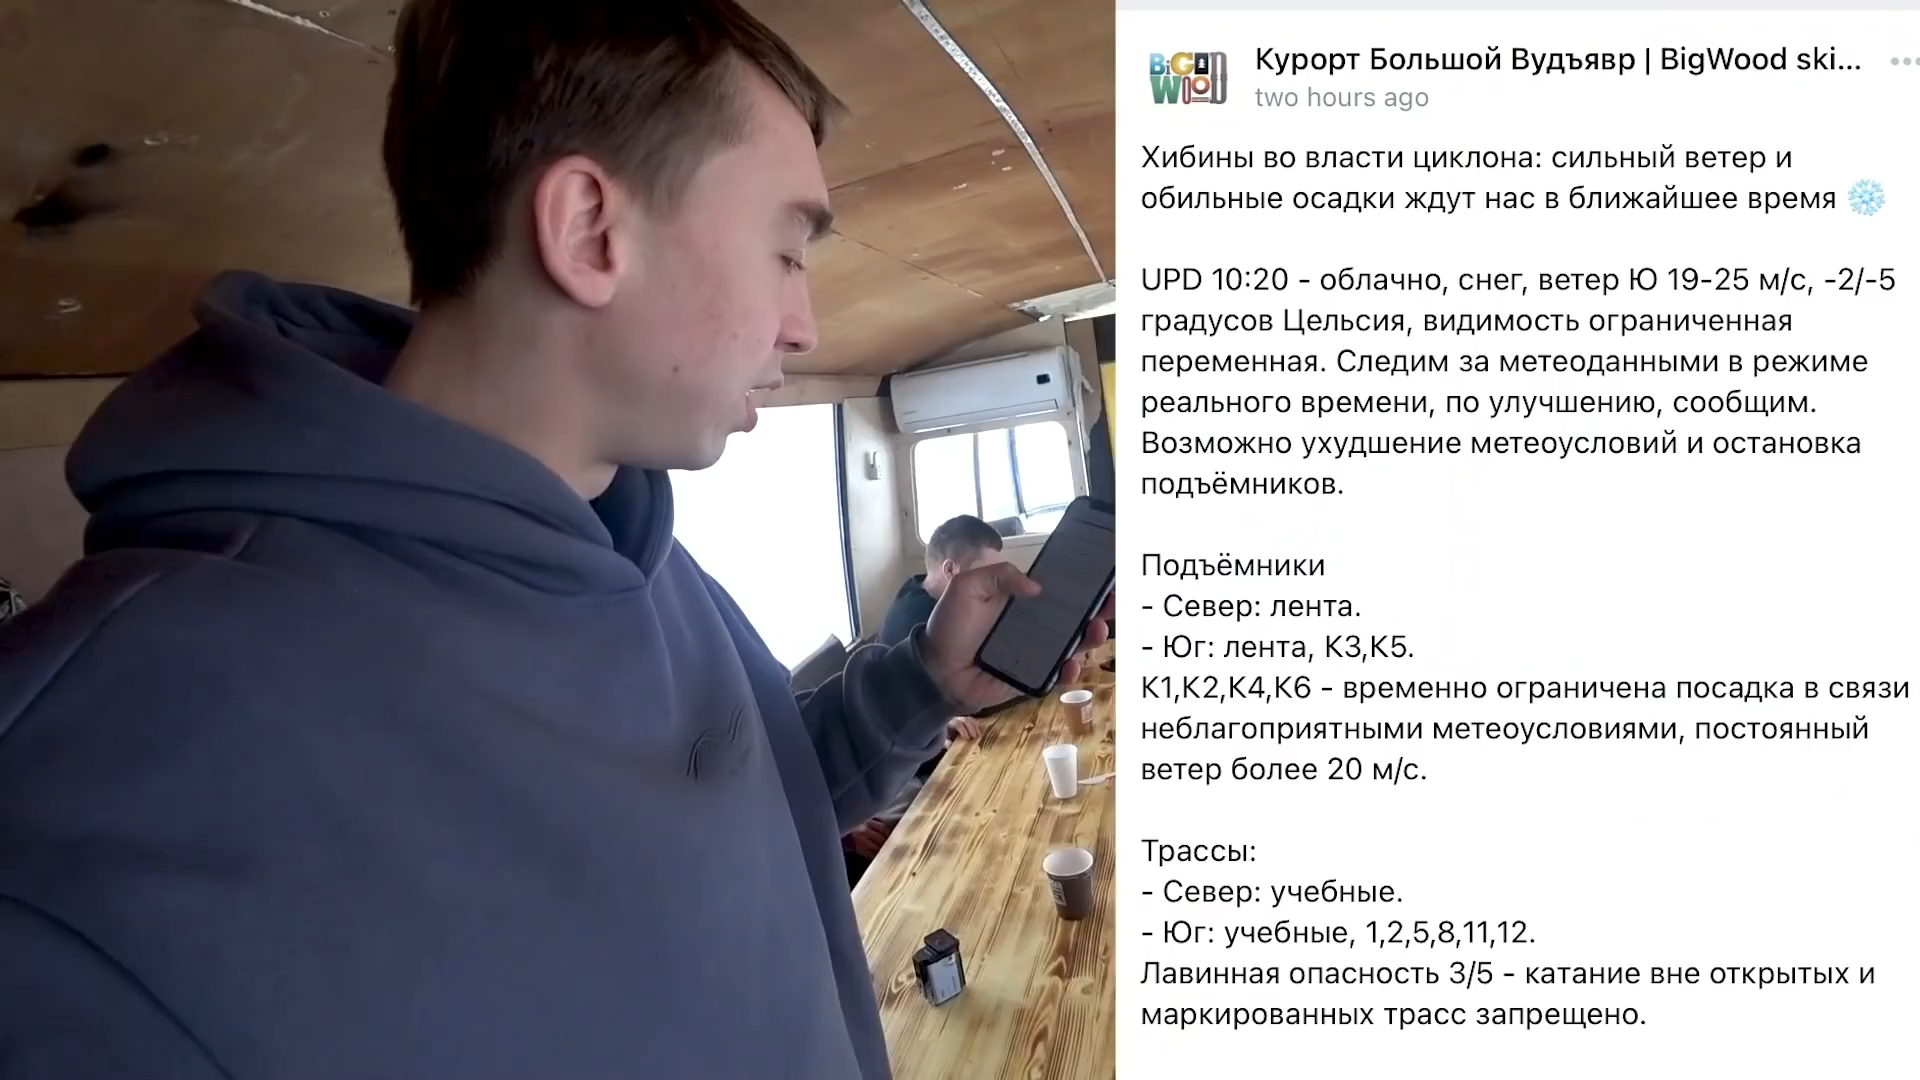 BiG WOOD
Курорт Большой Вудъявр | BigWood ski...
two hours ago
Хибины во власти циклона: сильный ветер и
обильные осадки ждут нас в ближайшее время
UPD 10:20 - облачно, снег, ветер Ю 19-25 м/с, -2/-5
градусов Цельсия, видимость ограниченная
переменная. Следим за метеоданными в режиме
реального времени, по улучшению, сообщим.
Возможно ухудшение метеоусловий и остановка
подъёмников.
Подъёмники
- Север: лента.
- Юг: лента, К3,К5.
К1,К2,К4,К6 - временно ограничена посадка в связи
неблагоприятными метеоусловиями, постоянный
ветер более 20 м/с.
Трассы:
- Север: учебные.
- Юг: учебные, 1,2,5,8,11,12.
Лавинная опасность 3/5 - катание вне открытых и
маркированных трасс запрещено.